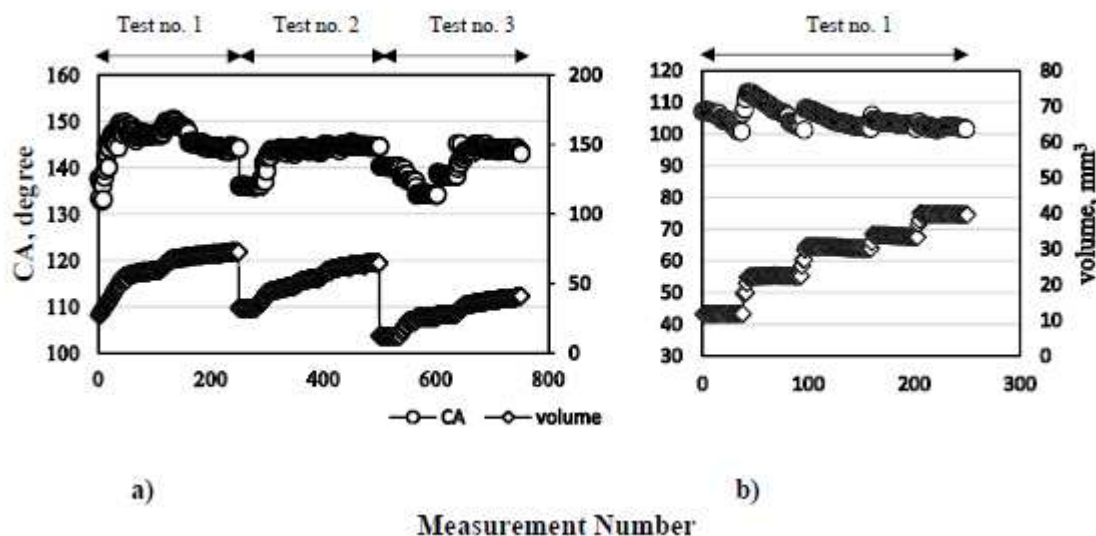 Test no. 1 Test no. 2 Test no. 3
160 200
150
140 150
130 100
120
110 50
100 0
0 200 400 600 800
CA, degree
CA volume
a)
Test no. 1
120 80
110 70
100 60
90
80 50
70 40
60 30
50 20
40 10
30 0
0 100 200 300
volume, mm³
b)
Measurement Number